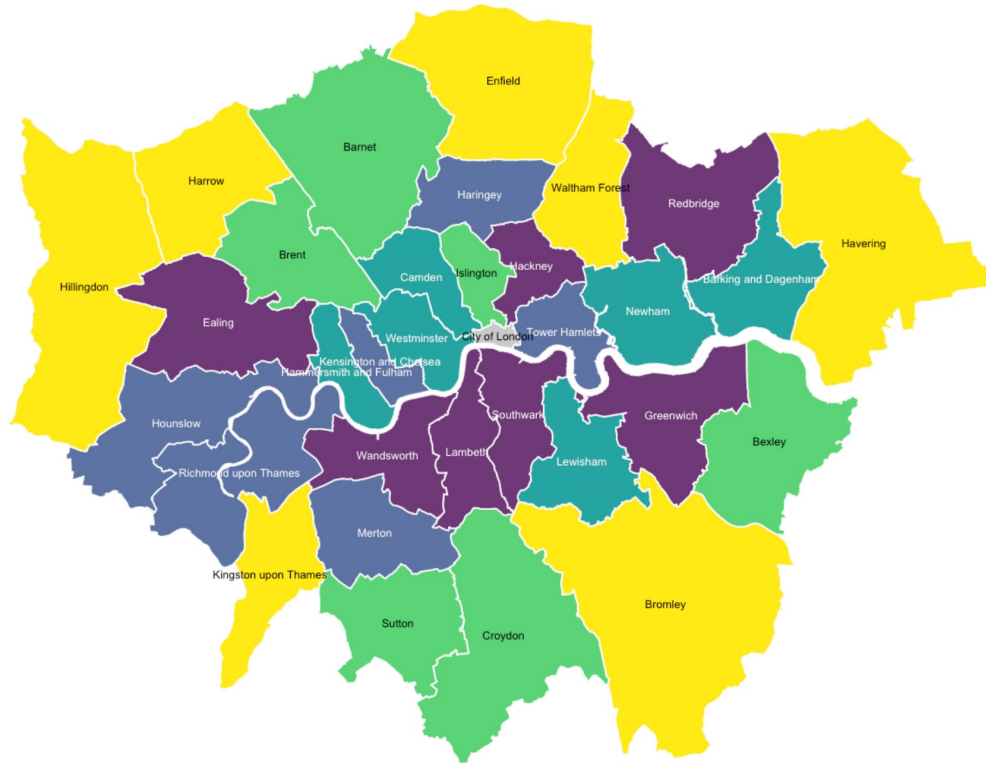 Enfield
Barnet
Harrow
Haringey
Waltham Forest
Redbridge
Havering
Brent
Hillingdon
Camden
Islington
Hackney
Barking and Dagenham
Newham
Ealing
Westminster
City of London
Tower Hamlets
Kensington and Chelsea
Hammersmith and Fulham
Hounslow
Southwark
Greenwich
Bexley
Wandsworth
Lambeth
Lewisham
Richmond upon Thames
Merton
Kingston upon Thames
Bromley
Sutton
Croydon